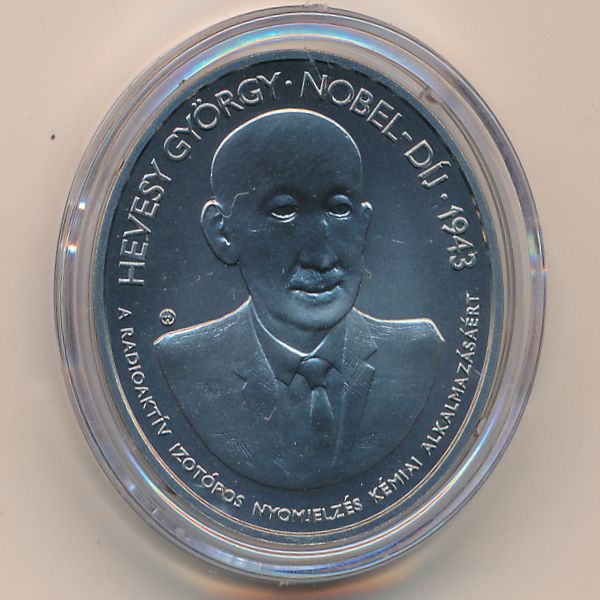 HEVESY GYÖRGY · NOBEL-DÍJ · 1943
A RADIOAKTÍV IZOTÓPOS NYOMJELZÉS KÉMIAI ALKALMAZÁSÁÉRT